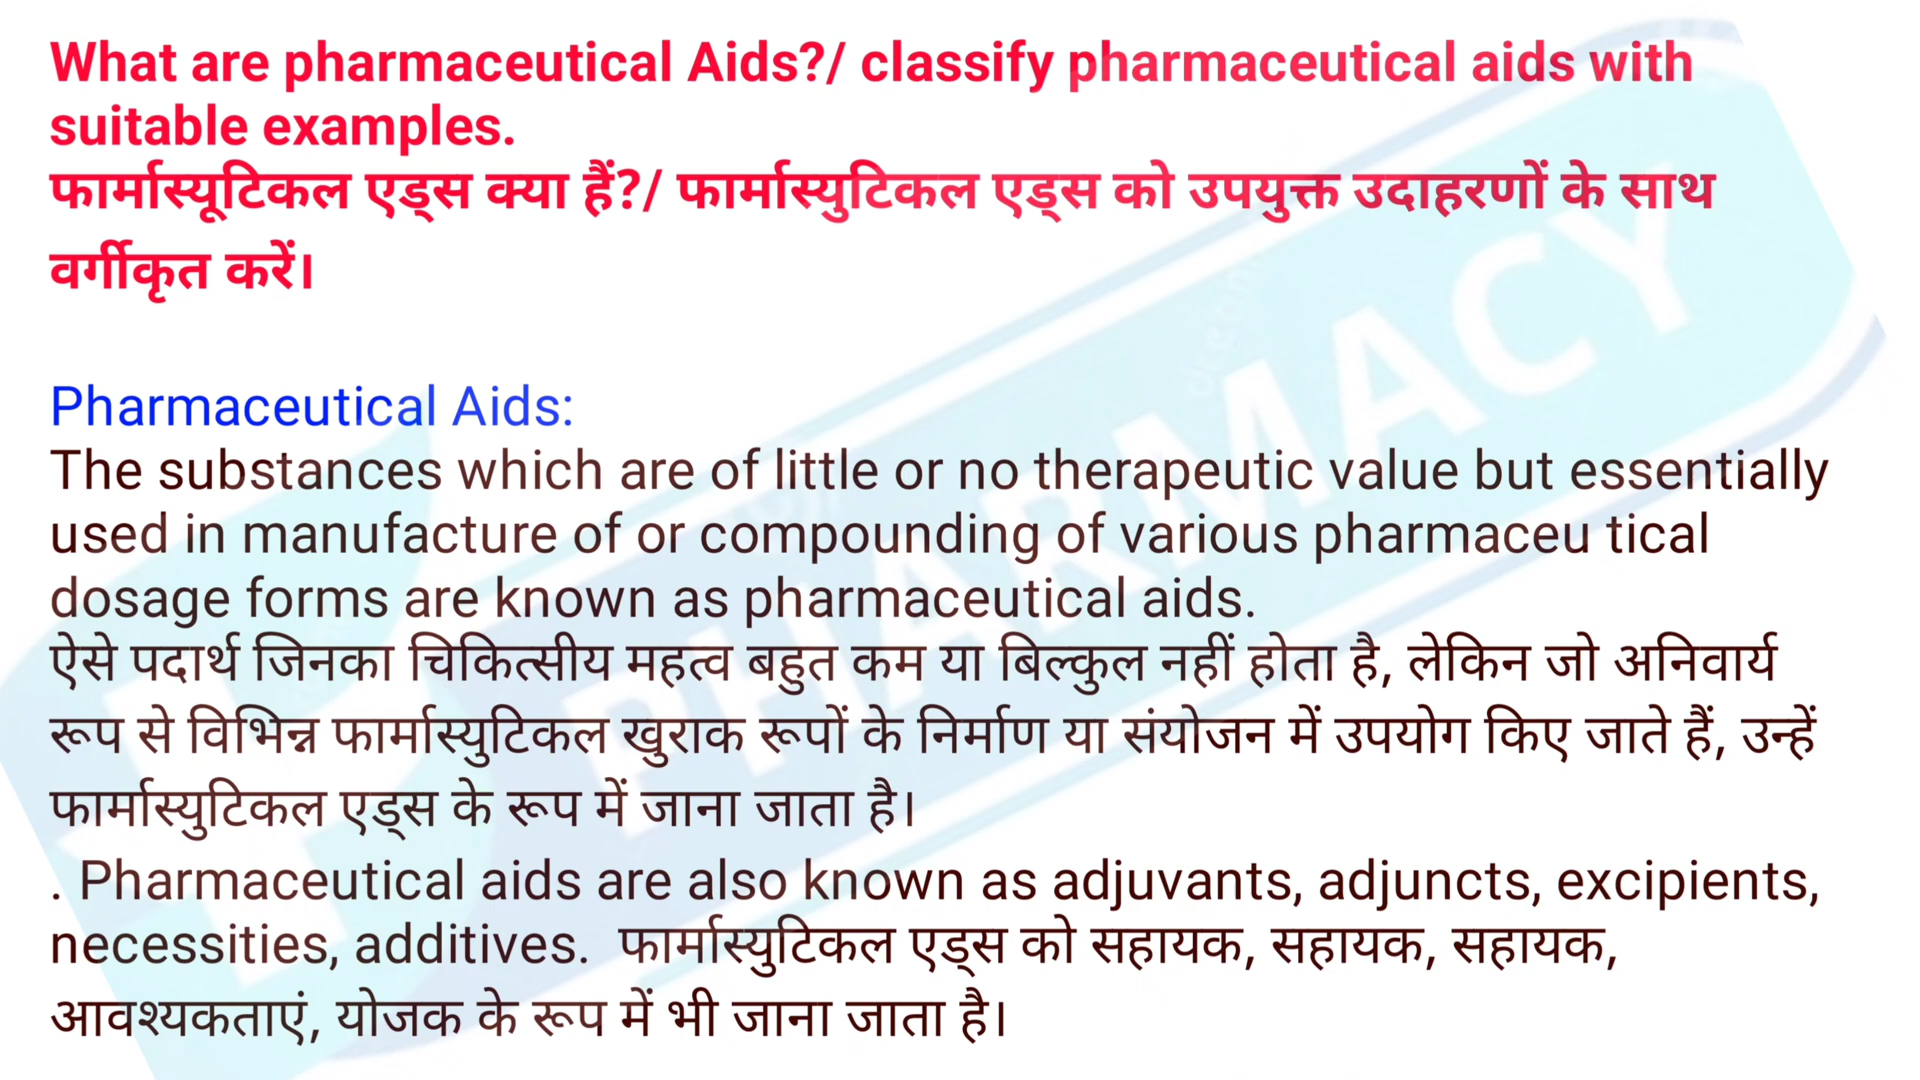 What are pharmaceutical Aids?/ classify pharmaceutical aids with
suitable examples.
फार्मास्यूटिकल एड्स क्या हैं?/ फार्मास्युटिकल एड्स को उपयुक्त उदाहरणों के साथ
वर्गीकृत करें।
Pharmaceutical Aids:
The substances which are of little or no therapeutic value but essentially
used in manufacture of or compounding of various pharmaceu tical
dosage forms are known as pharmaceutical aids.
ऐसे पदार्थ जिनका चिकित्सीय महत्व बहुत कम या बिल्कुल नहीं होता है, लेकिन जो अनिवार्य
रूप से विभिन्न फार्मास्युटिकल खुराक रूपों के निर्माण या संयोजन में उपयोग किए जाते हैं, उन्हें
फार्मास्युटिकल एड्स के रूप में जाना जाता है।
. Pharmaceutical aids are also known as adjuvants, adjuncts, excipients,
necessities, additives. फार्मास्युटिकल एड्स को सहायक, सहायक, सहायक,
आवश्यकताएं, योजक के रूप में भी जाना जाता है।
PHARMACY